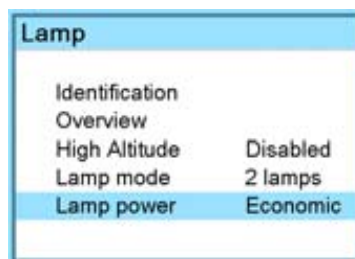 Lamp
Identification
Overview
High Altitude Disabled
Lamp mode 2 lamps
Lamp power Economic